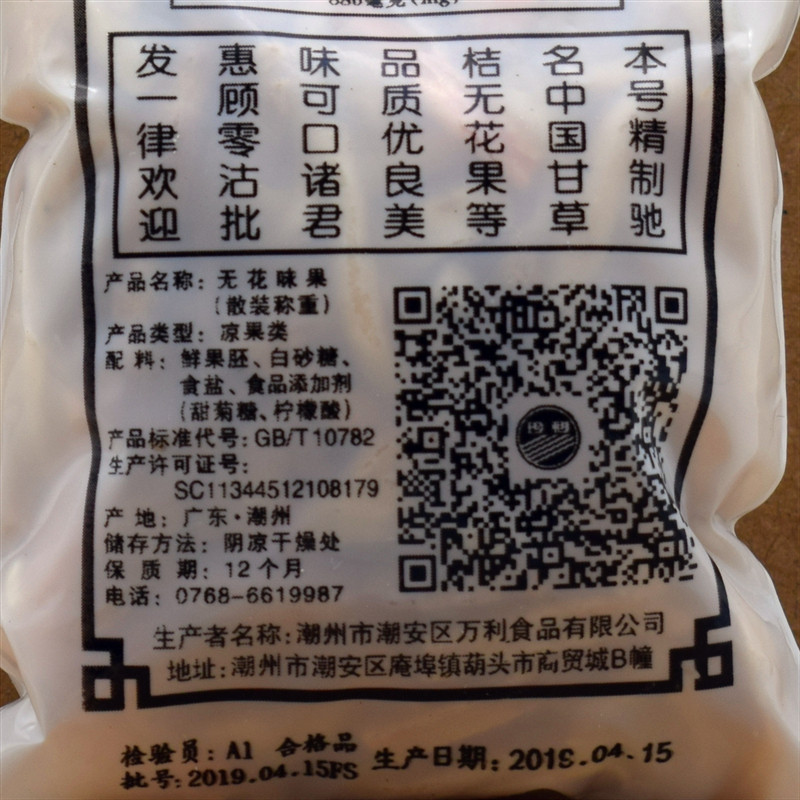 毫克(mg)
本号精制驰
名中国甘草
桔无花果等
品质优良美
味可口诸君
惠顾零沽批
发一律欢迎
产品名称：无花味果
（散装称重）
产品类型：凉果类
配 料：鲜果胚、白砂糖、
食盐、食品添加剂
（甜菊糖、柠檬酸）
产品标准代号：GB/T10782
生产许可证号：
SC11344512108179
产 地：广东·潮州
储存方法：阴凉干燥处
保 质 期：12个月
电话：0768-6619987
生产者名称:潮州市潮安区万利食品有限公司
地址:潮州市潮安区庵埠镇葫头市商贸城B幢
检验员:A1 合格品
批号:2019.04.15FS
生产日期:2019.04.15